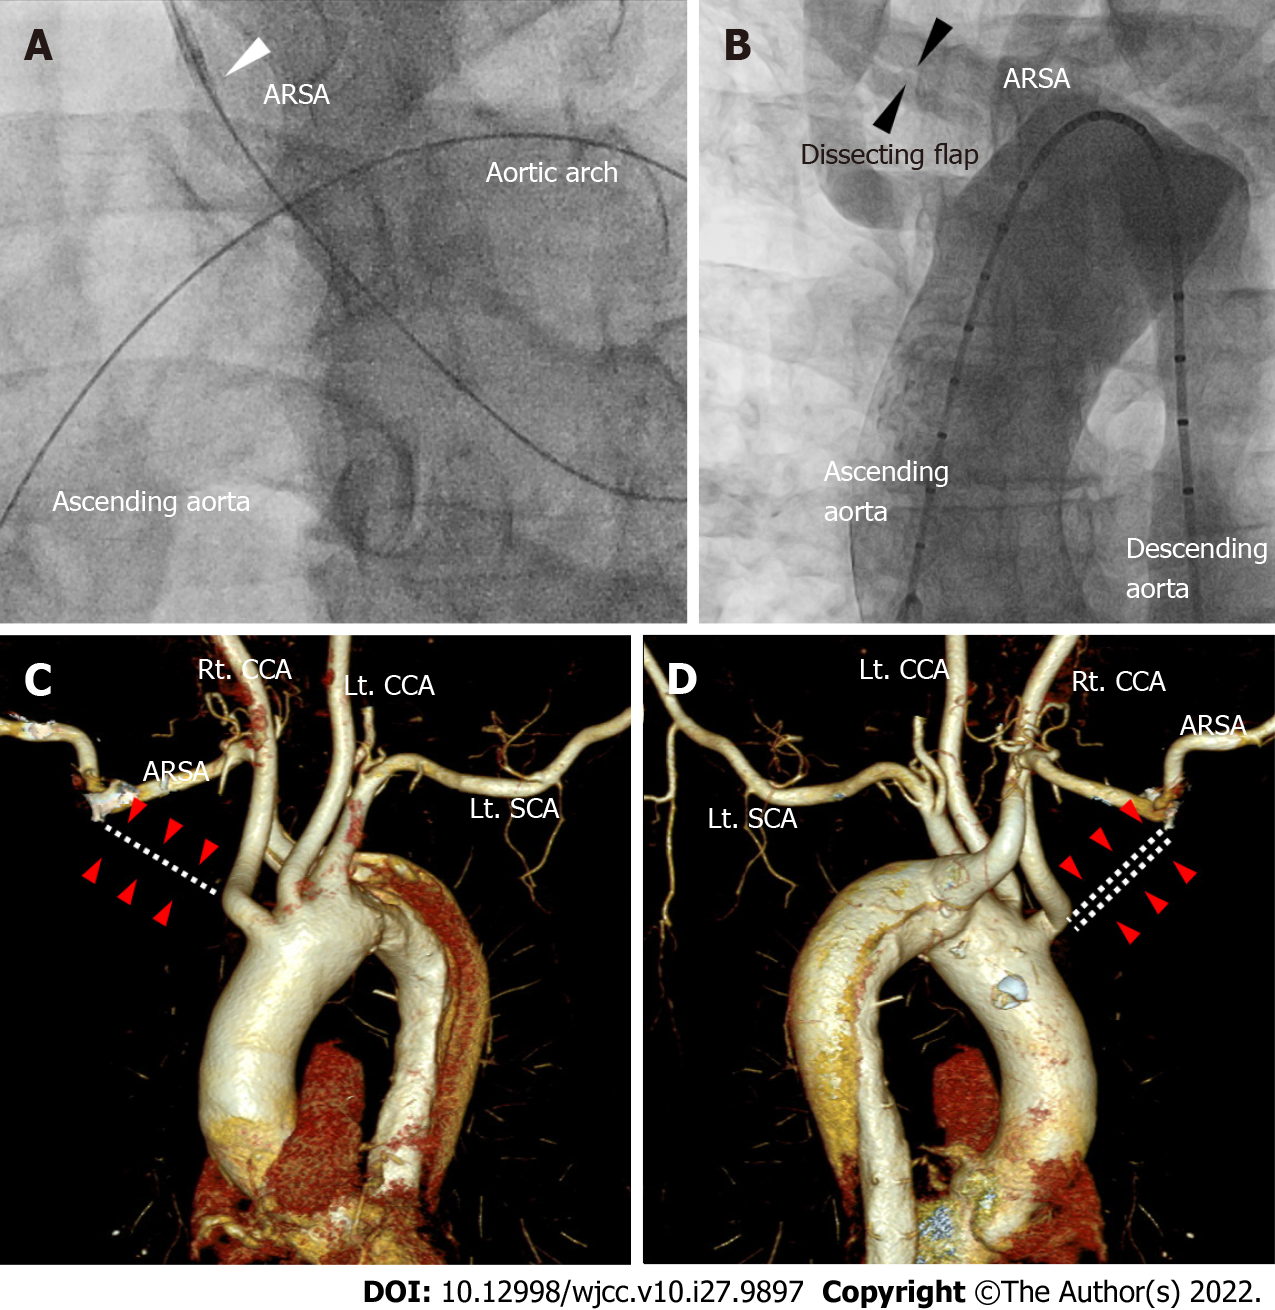 A
ARSA
Aortic arch
Ascending aorta
B
ARSA
Dissecting flap
Ascending
aorta
Descending
aorta
C
Rt. CCA
Lt. CCA
ARSA
Lt. SCA
D
Lt. CCA
Rt. CCA
ARSA
Lt. SCA
DOI: 10.12998/wjcc.v10.i27.9897 Copyright ©The Author(s) 2022.